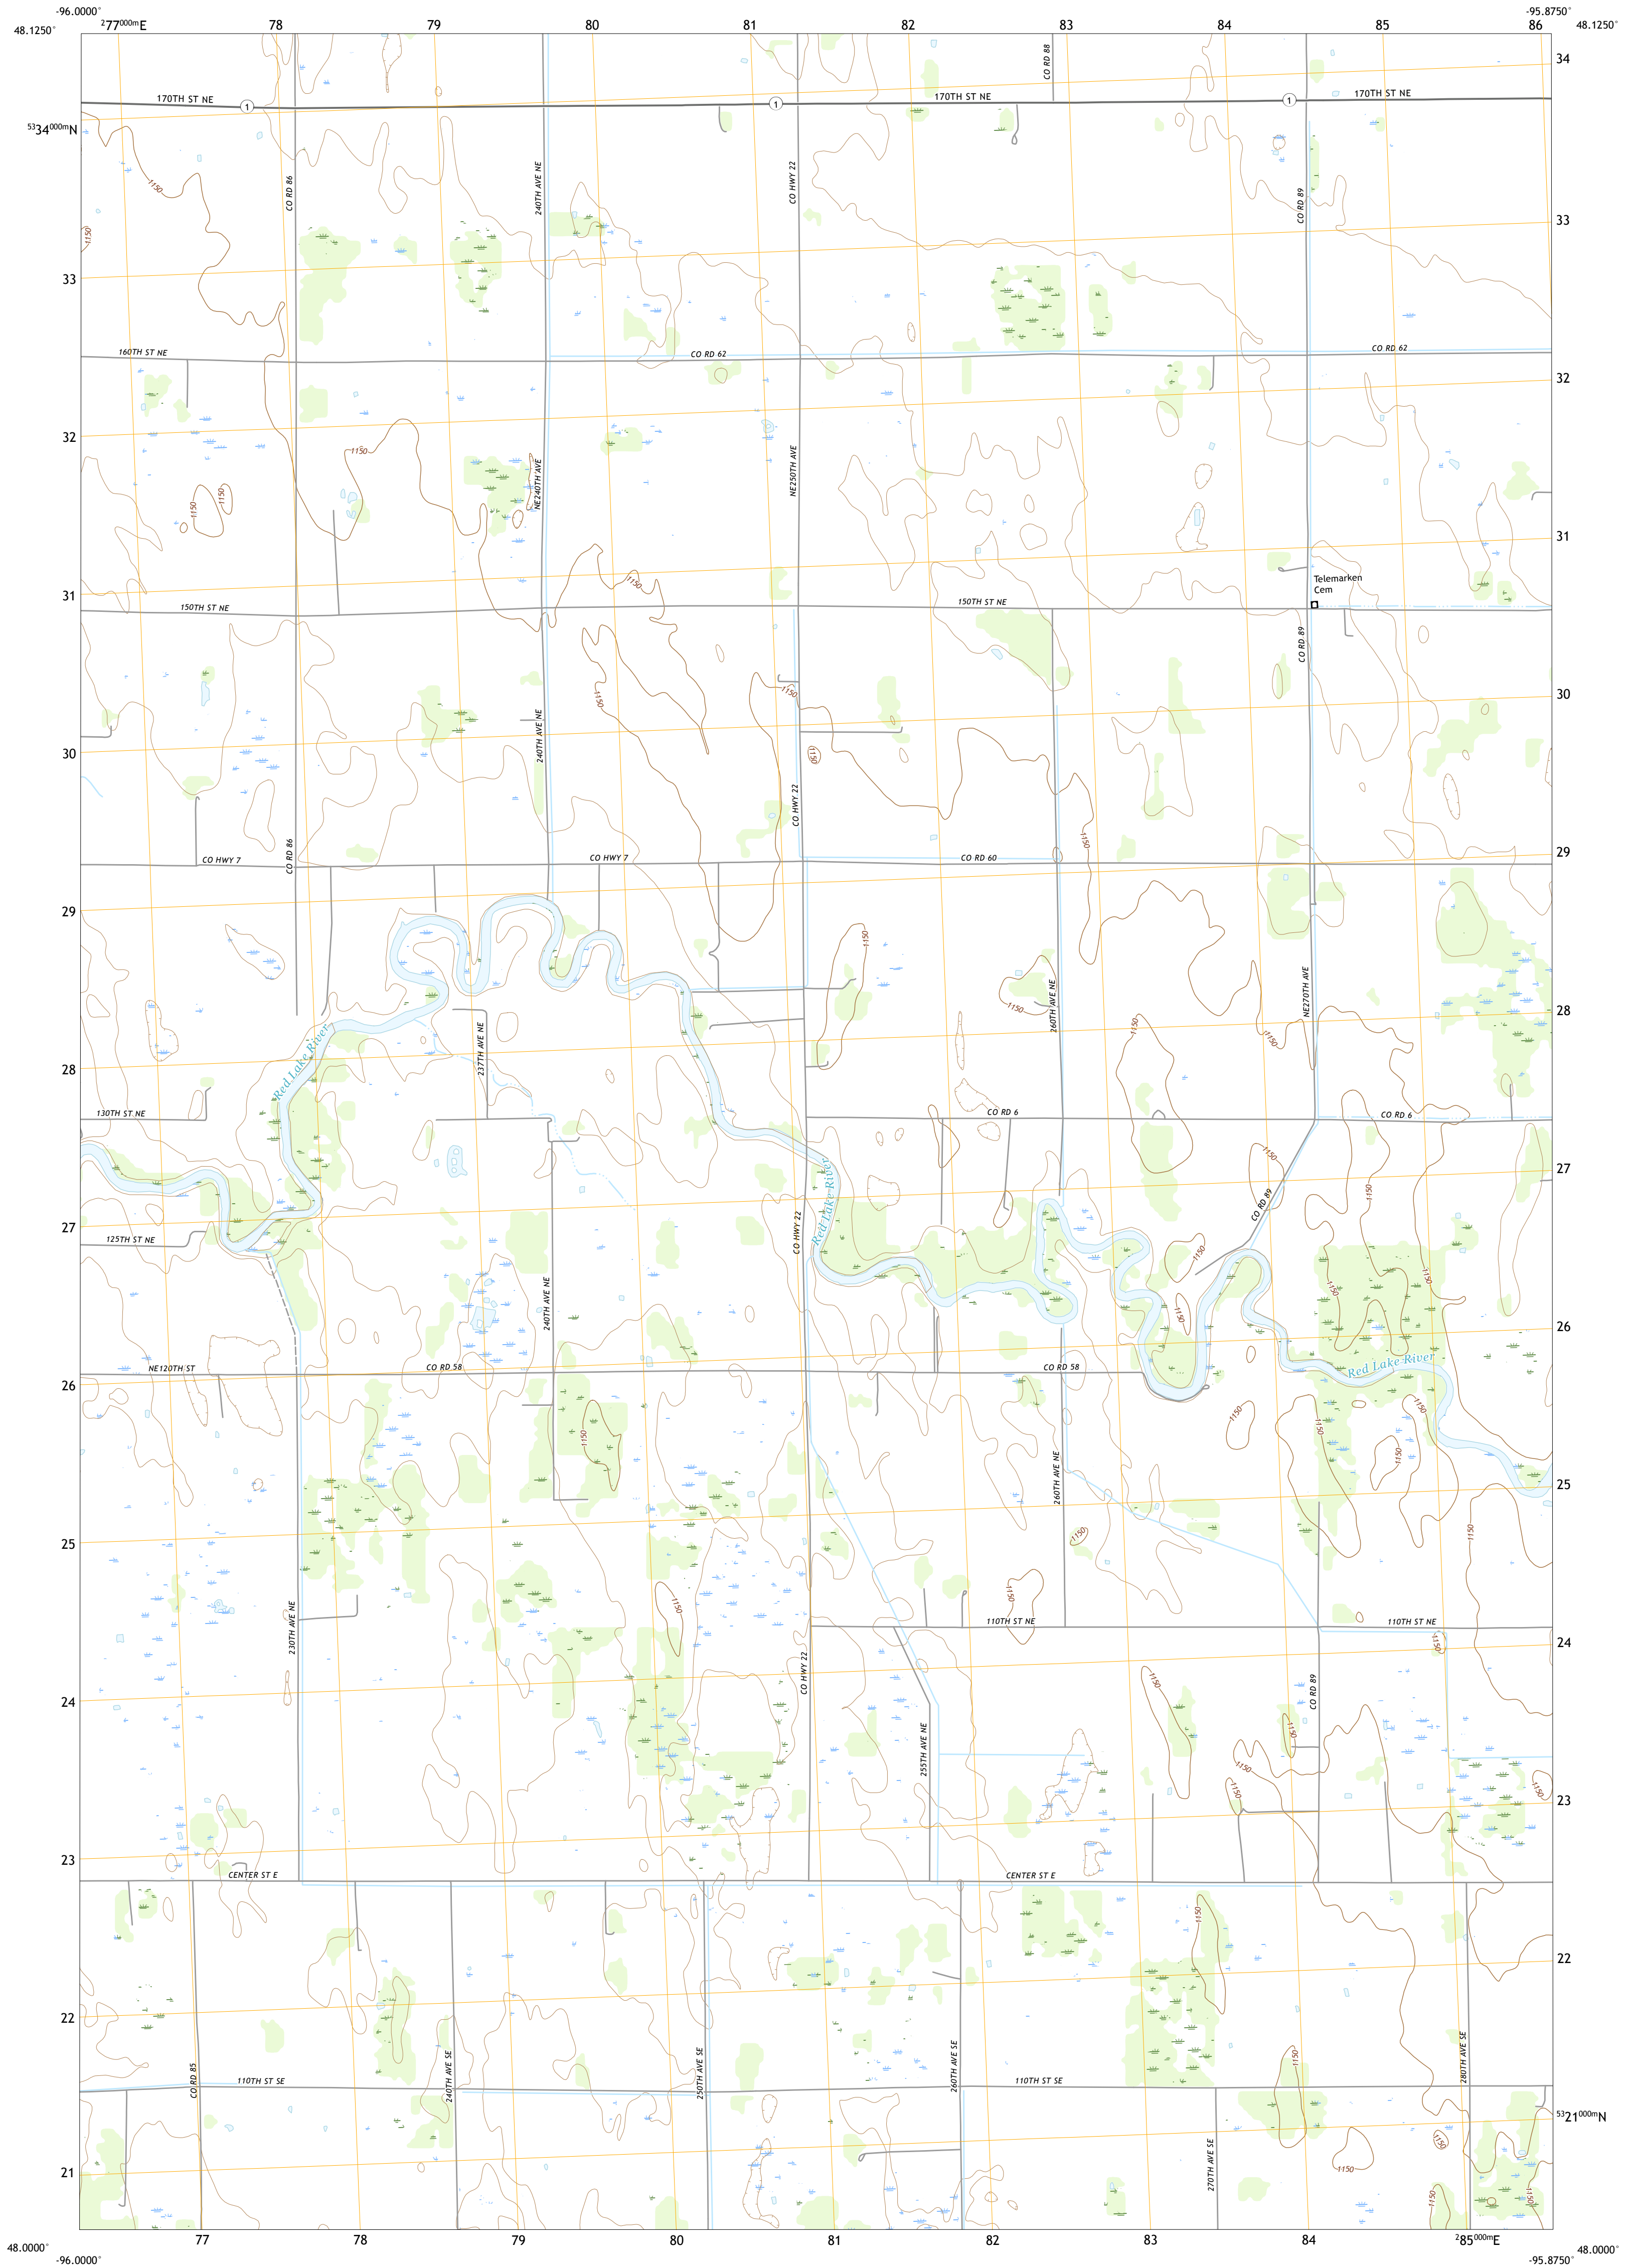 -96.0000°
-95.8750°
48.1250°
²77⁰⁰⁰ᵐE
78
79
80
81
82
83
84
85
86
48.1250°
34
CO RD 88
170TH ST NE
1
1
170TH ST NE
1
170TH ST NE
⁵³34⁰⁰⁰ᵐN
1150
CO RD 86
240TH AVE NE
CO HWY 22
CO RD 89
33
1150
33
160TH ST NE
CO RD 62
CO RD 62
32
32
1150
1150
1150
NE240TH AVE
NE250TH AVE
31
1150
Telemarken
Cem
31
150TH ST NE
150TH ST NE
CO RD 89
30
1150
1150
240TH AVE NE
1150
30
CO HWY 22
1150
CO RD 86
CO HWY 7
CO HWY 7
CO RD 60
29
29
1150
1150
260TH AVE NE
NE270TH AVE
1150
1150
28
Red Lake River
237TH AVE NE
28
130TH ST NE
CO RD 6
CO RD 6
1150
27
1150
CO RD 89
Red Lake River
CO HWY 22
27
125TH ST NE
1150
1150
1150
240TH AVE NE
1150
26
Red Lake River
NE120TH ST
CO RD 58
CO RD 58
26
1150
1150
1150
1150
1150
260TH AVE NE
25
1150
1150
25
1150
1150
230TH AVE NE
110TH ST NE
110TH ST NE
1150
24
CO HWY 22
1150
CO RD 89
24
1150
255TH AVE NE
1150
1150
1150
23
23
CENTER ST E
CENTER ST E
1150
22
22
CO RD 85
240TH AVE SE
250TH AVE SE
260TH AVE SE
1150
280TH AVE SE
110TH ST SE
110TH ST SE
⁵³21⁰⁰⁰ᵐN
21
270TH AVE SE
1150
1150
1150
1150
77
78
79
80
81
82
83
84
²85⁰⁰⁰ᵐE
48.0000°
48.0000°
-96.0000°
-95.8750°